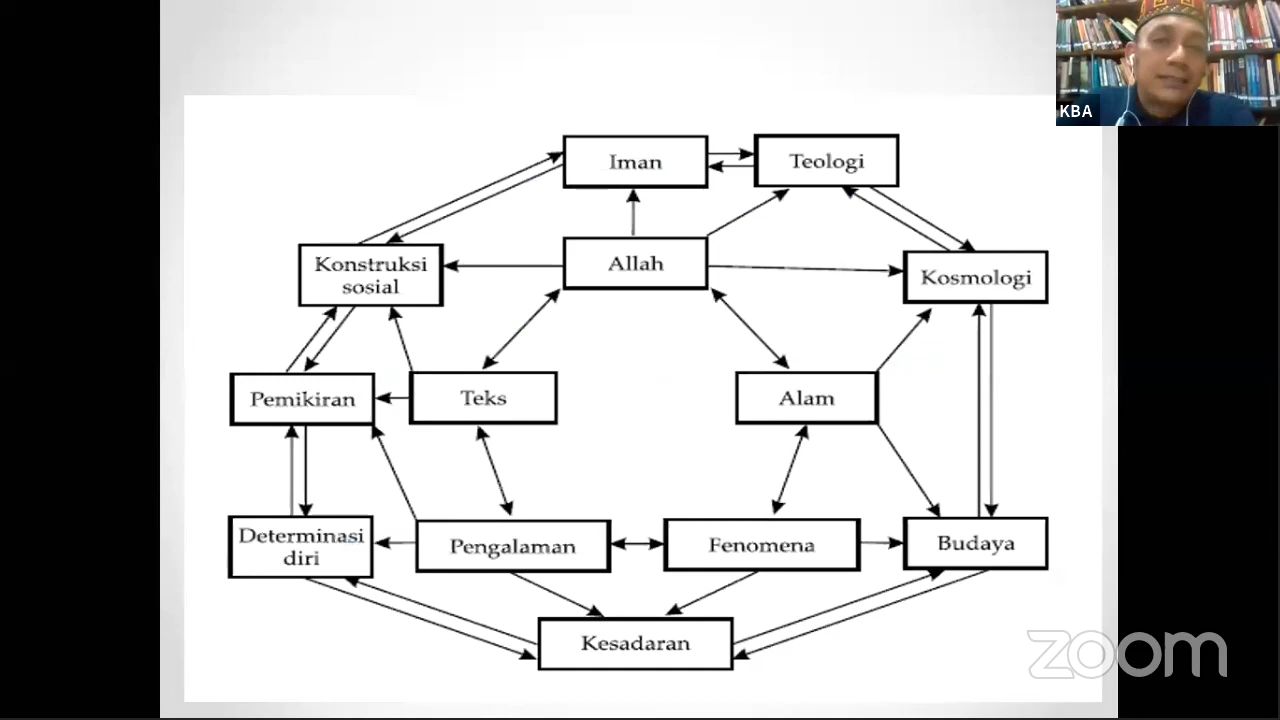 KBA
Iman
Teologi
Allah
Konstruksi
sosial
Kosmologi
Pemikiran
Teks
Alam
Determinasi
diri
Pengalaman
Fenomena
Budaya
Kesadaran
zoom